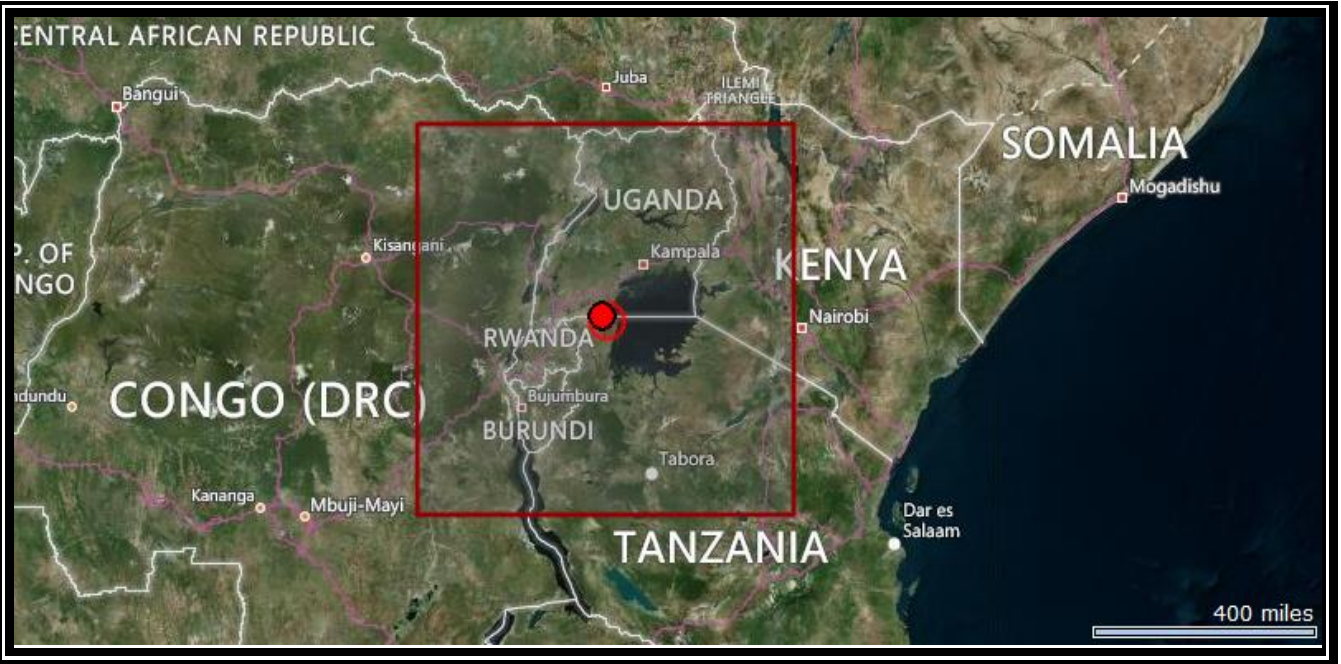 CENTRAL AFRICAN REPUBLIC
Juba
ILEMI
TRIANGLE
Bangui
SOMALIA
Mogadishu
UGANDA
Kisangani
Kampala
P. OF
NGO
KENYA
Nairobi
RWANDA
ndundu
CONGO (DRC)
Bujumbura
BURUNDI
Tabora
Kananga
Mbuji-Mayi
Dar es
Salaam
TANZANIA
400 miles